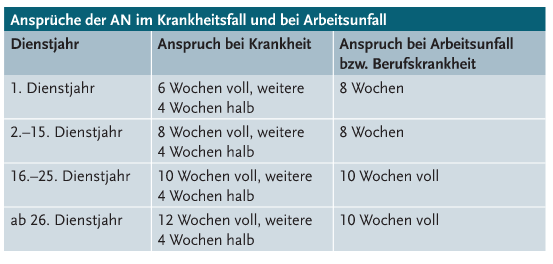 Ansprüche der AN im Krankheitsfall und bei Arbeitsunfall
Dienstjahr Anspruch bei Krankheit Anspruch bei Arbeitsunfall
bzw. Berufskrankheit
1. Dienstjahr 6 Wochen voll, weitere 8 Wochen
4 Wochen halb
2.–15. Dienstjahr 8 Wochen voll, weitere 8 Wochen
4 Wochen halb
16.–25. Dienstjahr 10 Wochen voll, weitere 10 Wochen voll
4 Wochen halb
ab 26. Dienstjahr 12 Wochen voll, weitere 10 Wochen voll
4 Wochen halb